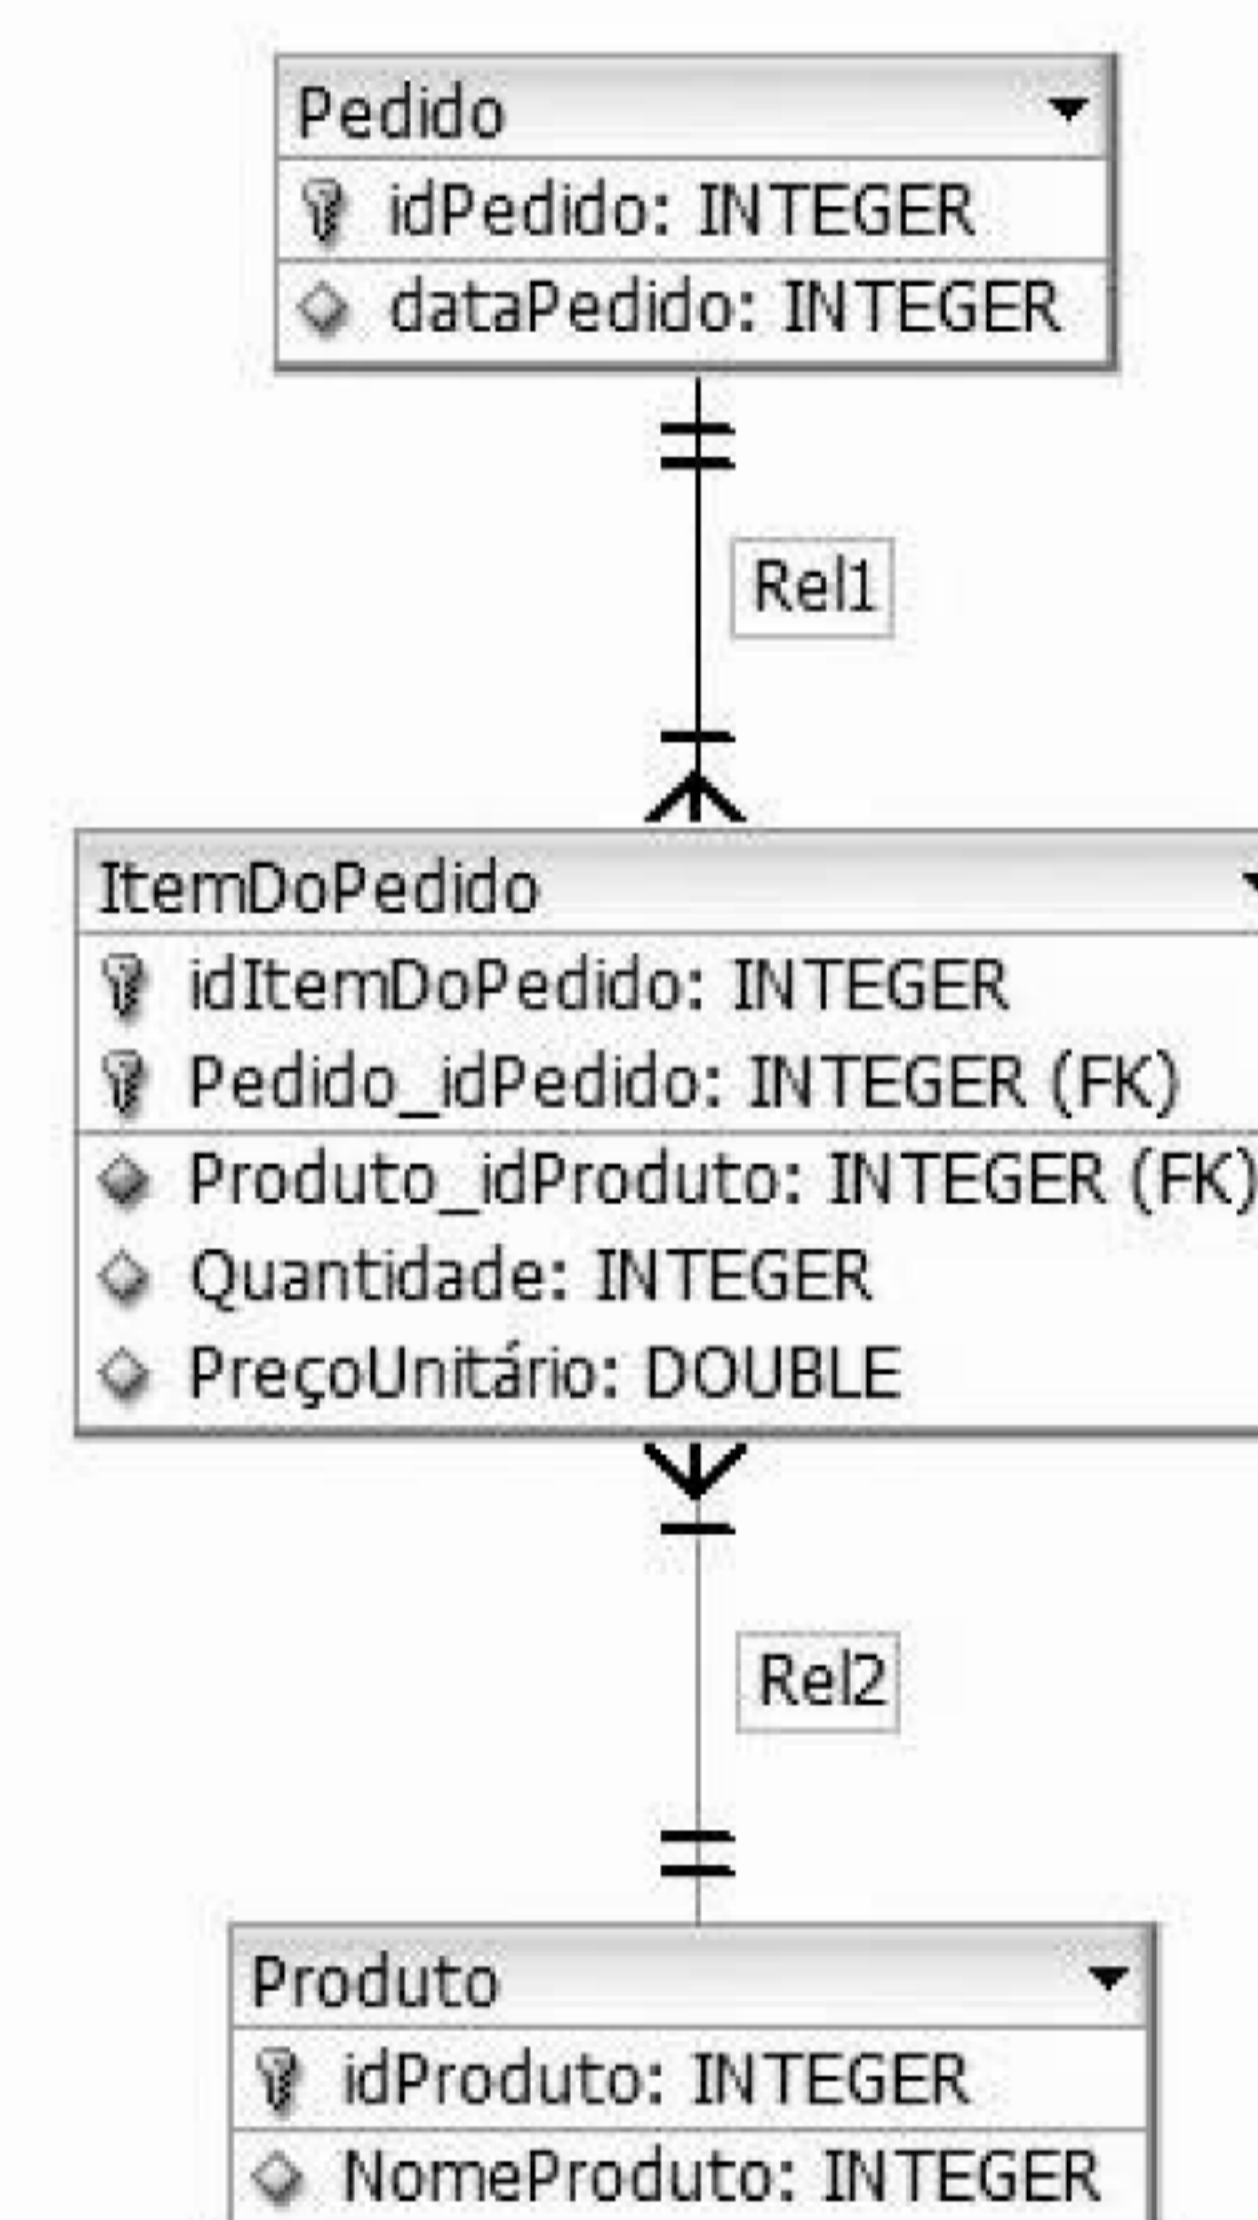 Pedido
idPedido: INTEGER
dataPedido: INTEGER
Rel1
ItemDoPedido
idItemDoPedido: INTEGER
Pedido_idPedido: INTEGER (FK)
Produto_idProduto: INTEGER (FK)
Quantidade: INTEGER
PreçoUnitário: DOUBLE
Rel2
Produto
idProduto: INTEGER
NomeProduto: INTEGER